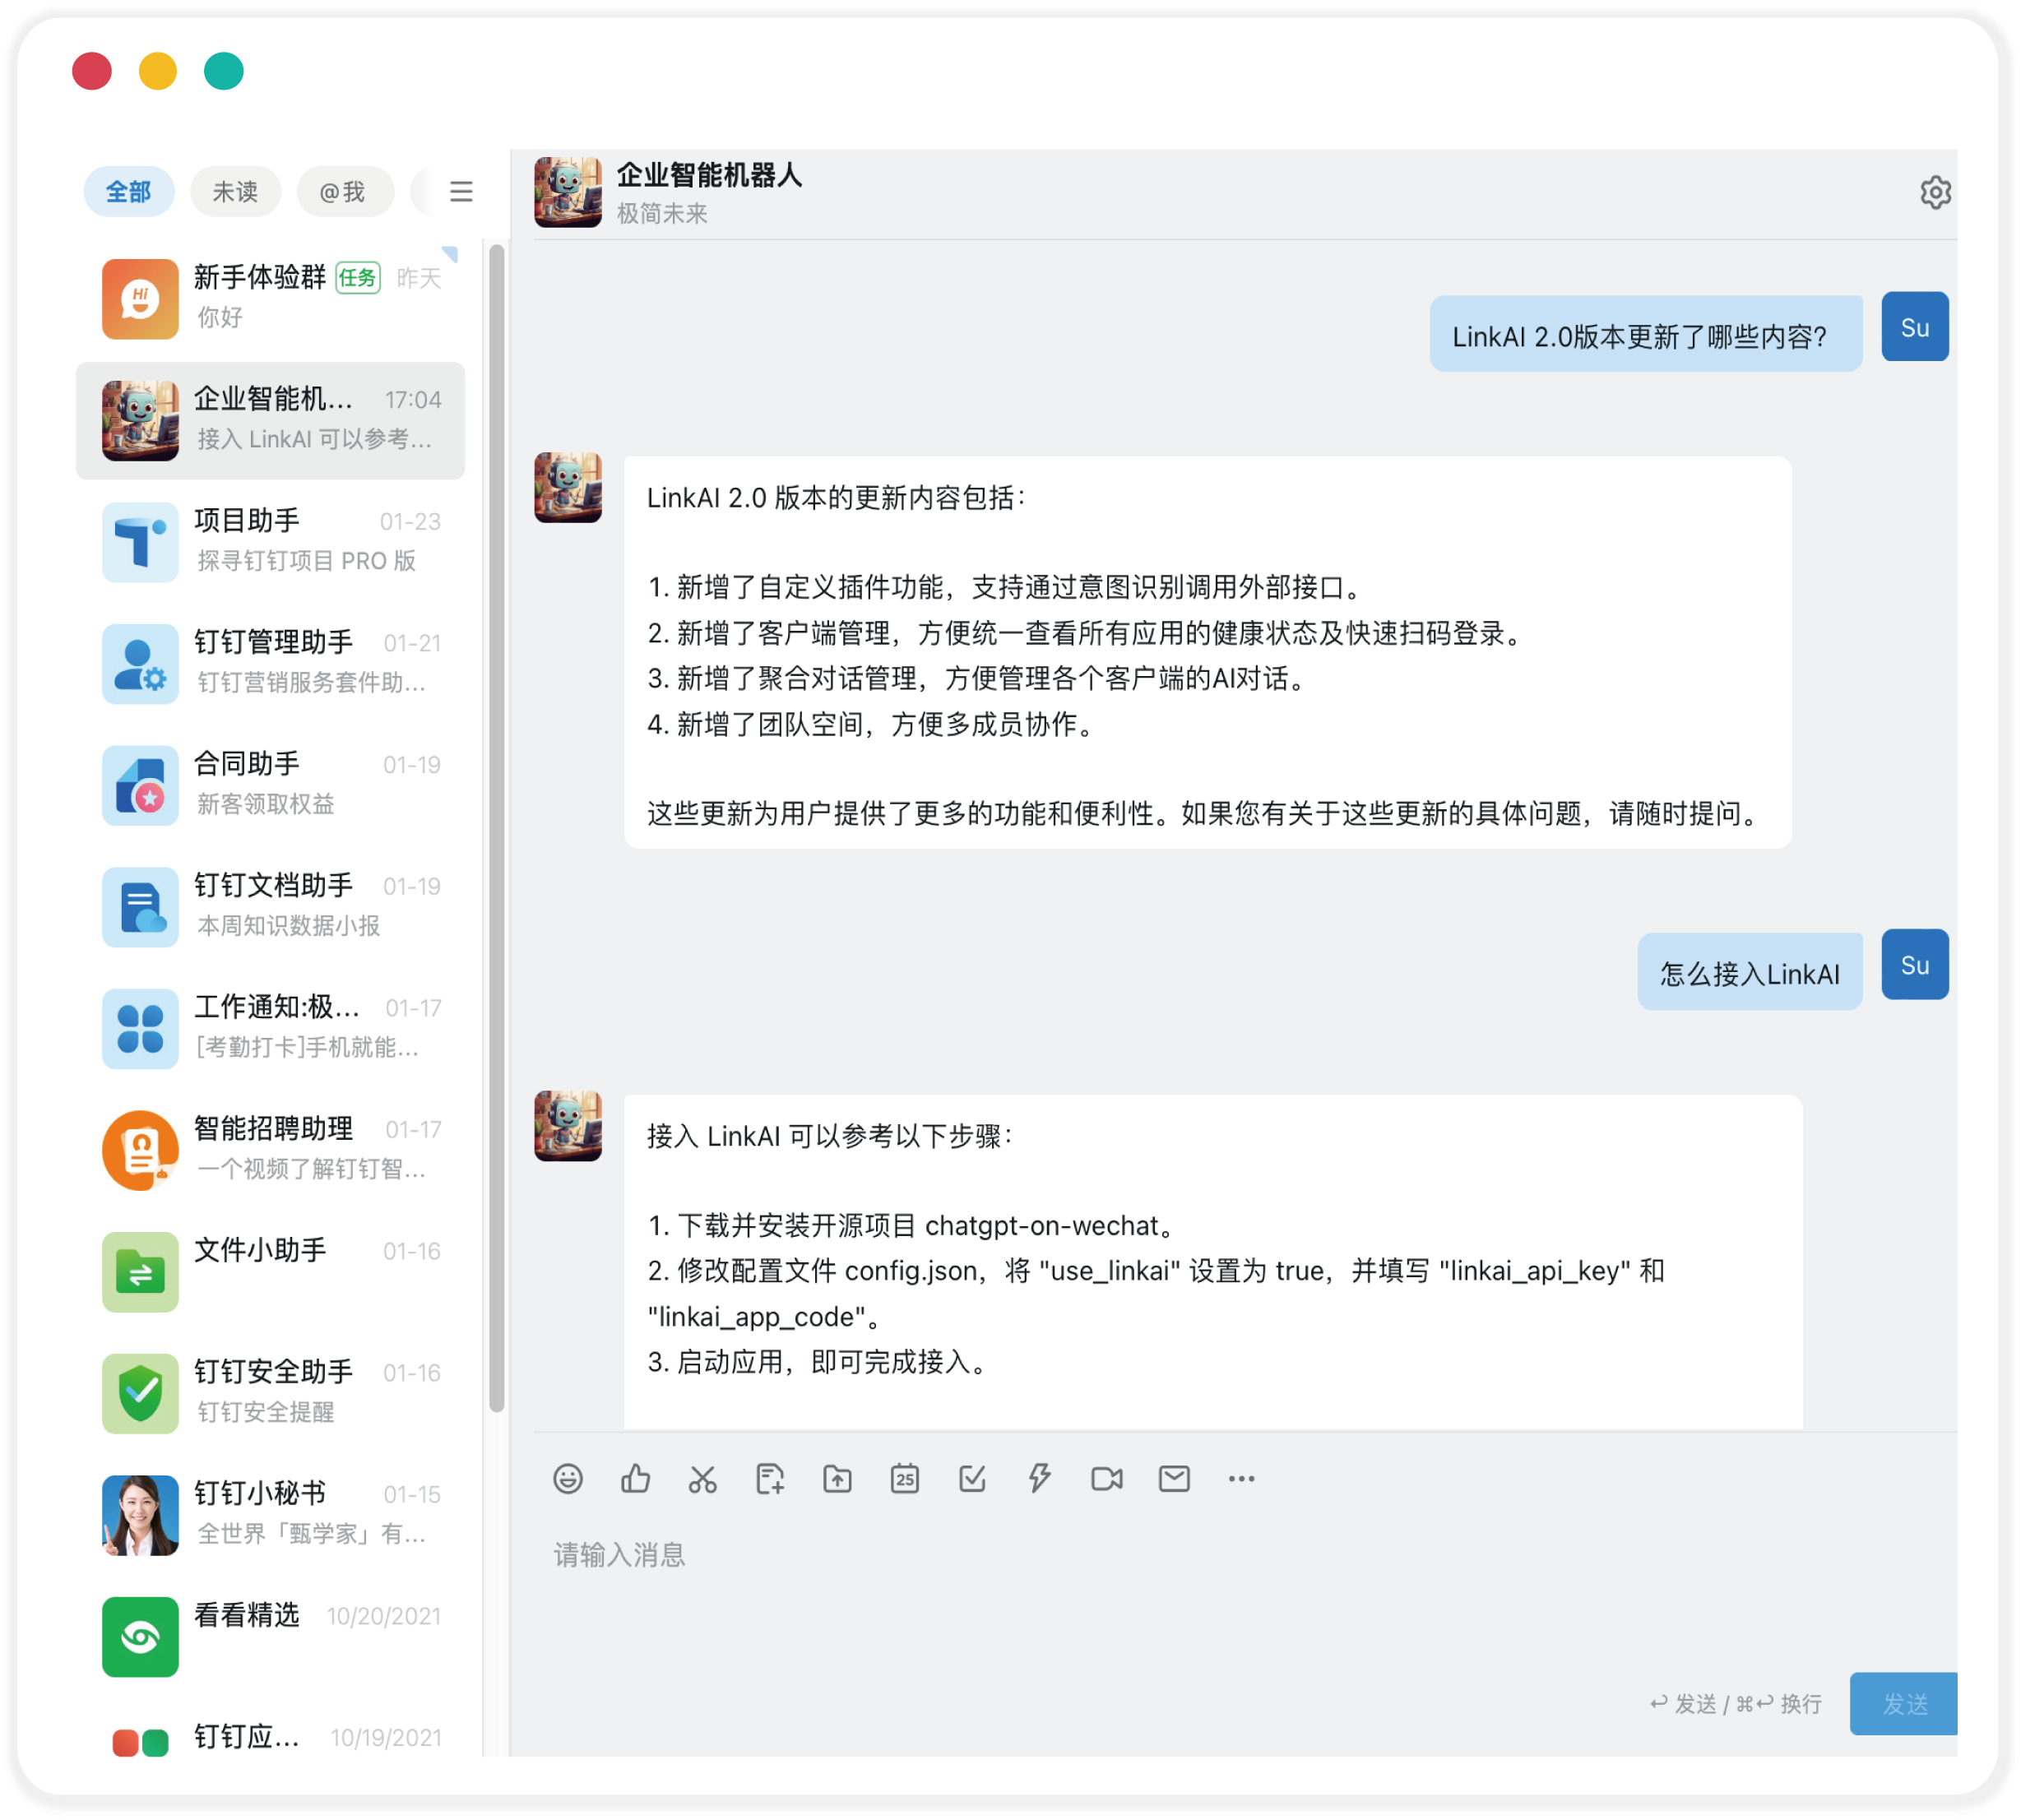 全部
未读
@我
新手体验群 任务 昨天
你好
企业智能机... 17:04
接入 LinkAI 可以参考...
项目助手 01-23
探寻钉钉项目 PRO 版
钉钉管理助手 01-21
钉钉营销服务套件助...
合同助手 01-19
新客领取权益
钉钉文档助手 01-19
本周知识数据小报
工作通知:极... 01-17
[考勤打卡]手机就能...
智能招聘助理 01-17
一个视频了解钉钉智...
文件小助手 01-16
钉钉安全助手 01-16
钉钉安全提醒
钉钉小秘书 01-15
全世界「甄学家」有...
看看精选 10/20/2021
钉钉应... 10/19/2021
Hi
企业智能机器人
极简未来
LinkAI 2.0版本更新了哪些内容?
Su
LinkAI 2.0 版本的更新内容包括：
1. 新增了自定义插件功能，支持通过意图识别调用外部接口。
2. 新增了客户端管理，方便统一查看所有应用的健康状态及快速扫码登录。
3. 新增了聚合对话管理，方便管理各个客户端的AI对话。
4. 新增了团队空间，方便多成员协作。
这些更新为用户提供了更多的功能和便利性。如果您有关于这些更新的具体问题，请随时提问。
怎么接入LinkAI
Su
接入 LinkAI 可以参考以下步骤：
1. 下载并安装开源项目 chatgpt-on-wechat。
2. 修改配置文件 config.json，将 "use_linkai" 设置为 true，并填写 "linkai_api_key" 和
"linkai_app_code"。
3. 启动应用，即可完成接入。
25
请输入消息
↩ 发送 / ⌘↩ 换行
发送